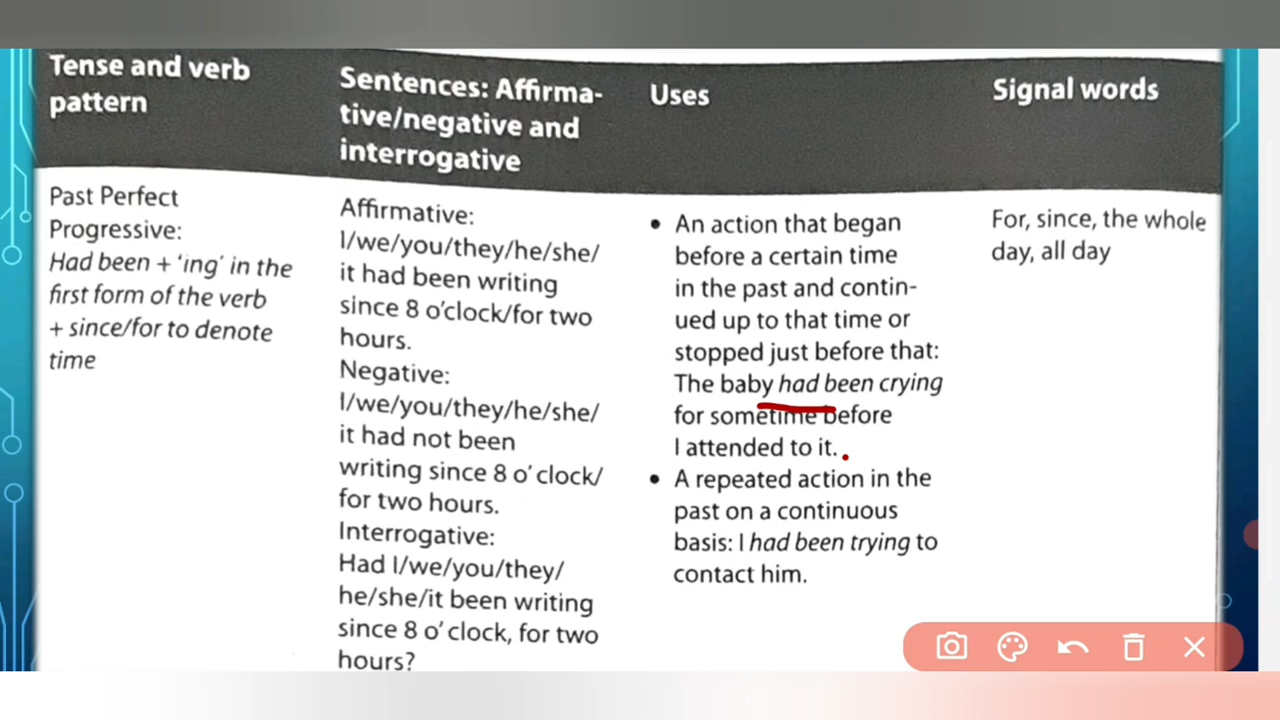 Tense and verb
pattern
Sentences: Affirma-
tive/negative and
interrogative
Uses
Signal words
Past Perfect
Progressive:
Had been + 'ing' in the
first form of the verb
+ since/for to denote
time
Affirmative:
I/we/you/they/he/she/
it had been writing
since 8 o'clock/for two
hours.
Negative:
I/we/you/they/he/she/
it had not been
writing since 8 o' clock/
for two hours.
Interrogative:
Had I/we/you/they/
he/she/it been writing
since 8 o' clock, for two
hours?
• An action that began
before a certain time
in the past and contin-
ued up to that time or
stopped just before that:
The baby had been crying
for sometime before
I attended to it.
• A repeated action in the
past on a continuous
basis: I had been trying to
contact him.
For, since, the whole
day, all day